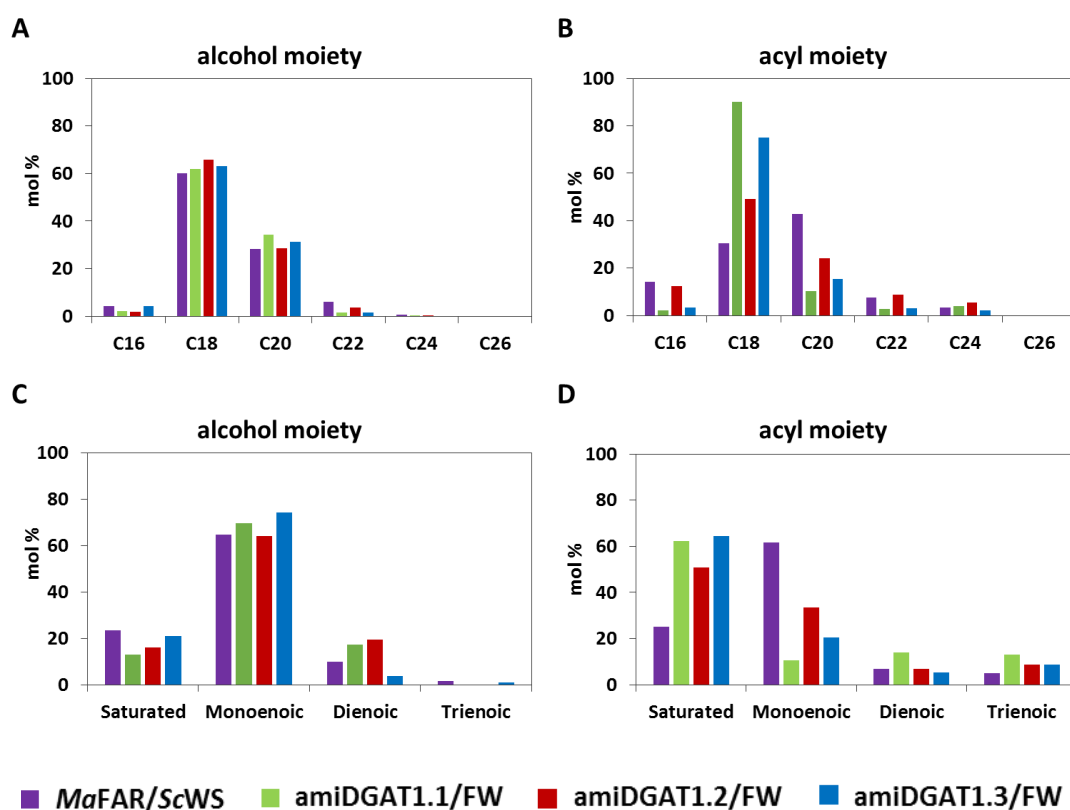 A
B
alcohol moiety
acyl moiety
100
80
60
40
20
0
mol %
C16 C18 C20 C22 C24 C26
100
80
60
40
20
0
mol %
C16 C18 C20 C22 C24 C26
C
D
alcohol moiety
acyl moiety
100
80
60
40
20
0
mol %
Saturated Monoenoic Dienoic Trienoic
100
80
60
40
20
0
mol %
Saturated Monoenoic Dienoic Trienoic
MaFAR/ScWS amiDGAT1.1/FW amiDGAT1.2/FW amiDGAT1.3/FW